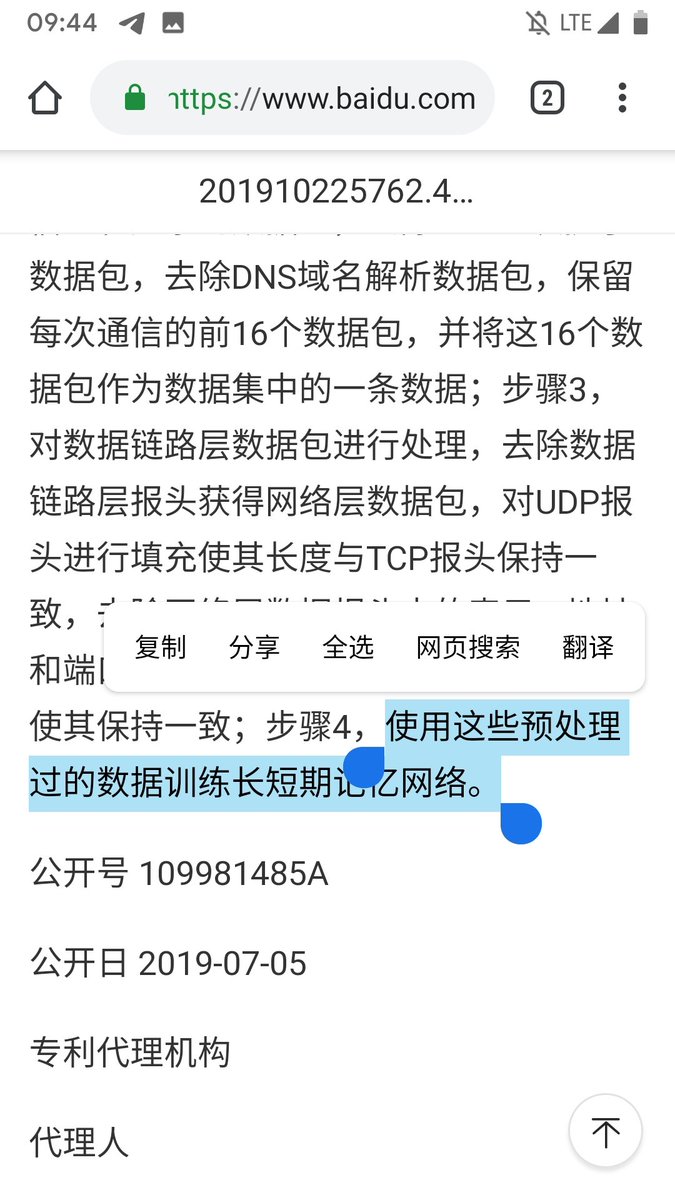 09:44
LTE
https://www.baidu.com
2
201910225762.4...
数据包，去除DNS域名解析数据包，保留
每次通信的前16个数据包，并将这16个数
据包作为数据集中的一条数据；步骤3，
对数据链路层数据包进行处理，去除数据
链路层报头获得网络层数据包，对UDP报
头进行填充使其长度与TCP报头保持一
致，
复制 分享 全选 网页搜索 翻译
和端口
使其保持一致；步骤4，使用这些预处理
过的数据训练长短期记忆网络。
公开号 109981485A
公开日 2019-07-05
专利代理机构
代理人